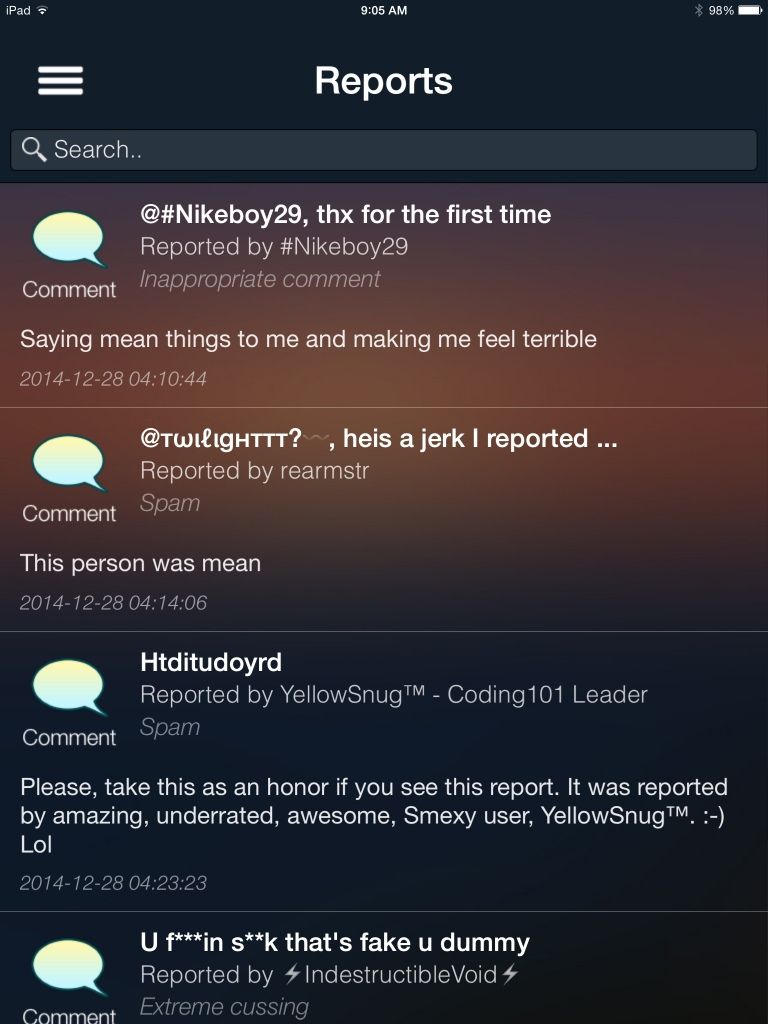 iPad 9:05 AM 98%
Reports
Search..
@#Nikeboy29, thx for the first time
Reported by #Nikeboy29
Inappropriate comment
Comment
Saying mean things to me and making me feel terrible
2014-12-28 04:10:44
@тωιℓιgнттт?〰, heis a jerk I reported ...
Reported by rearmstr
Spam
Comment
This person was mean
2014-12-28 04:14:06
Htditudoyrd
Reported by YellowSnug™ - Coding101 Leader
Spam
Comment
Please, take this as an honor if you see this report. It was reported
by amazing, underrated, awesome, Smexy user, YellowSnug™. :-)
Lol
2014-12-28 04:23:23
U f***in s**k that's fake u dummy
Reported by ⚡IndestructibleVoid⚡
Extreme cussing
Comment